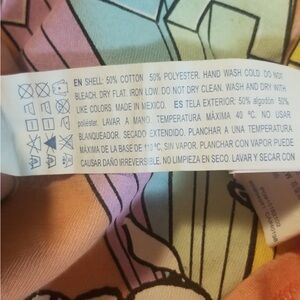 EN SHELL: 50% COTTON 50% POLYESTER. HAND WASH COLD. DO NOT
BLEACH. DRY FLAT. IRON LOW. DO NOT DRY CLEAN. WASH AND DRY WITH
LIKE COLORS. MADE IN MEXICO. ES TELA EXTERIOR: 50% algodón 50%
poliéster. LAVAR A MANO. TEMPERATURA MÁXIMA 40 ºC. NO USAR
BLANQUEADOR. SECADO EXTENDIDO. PLANCHAR A UNA TEMPERATURA
MÁXIMA DE LA BASE DE 110 ºC, SIN VAPOR. PLANCHAR CON VAPOR PUEDE
CAUSAR DAÑO IRREVERSIBLE. NO LIMPIEZA EN SECO. LAVAR Y SECAR CON